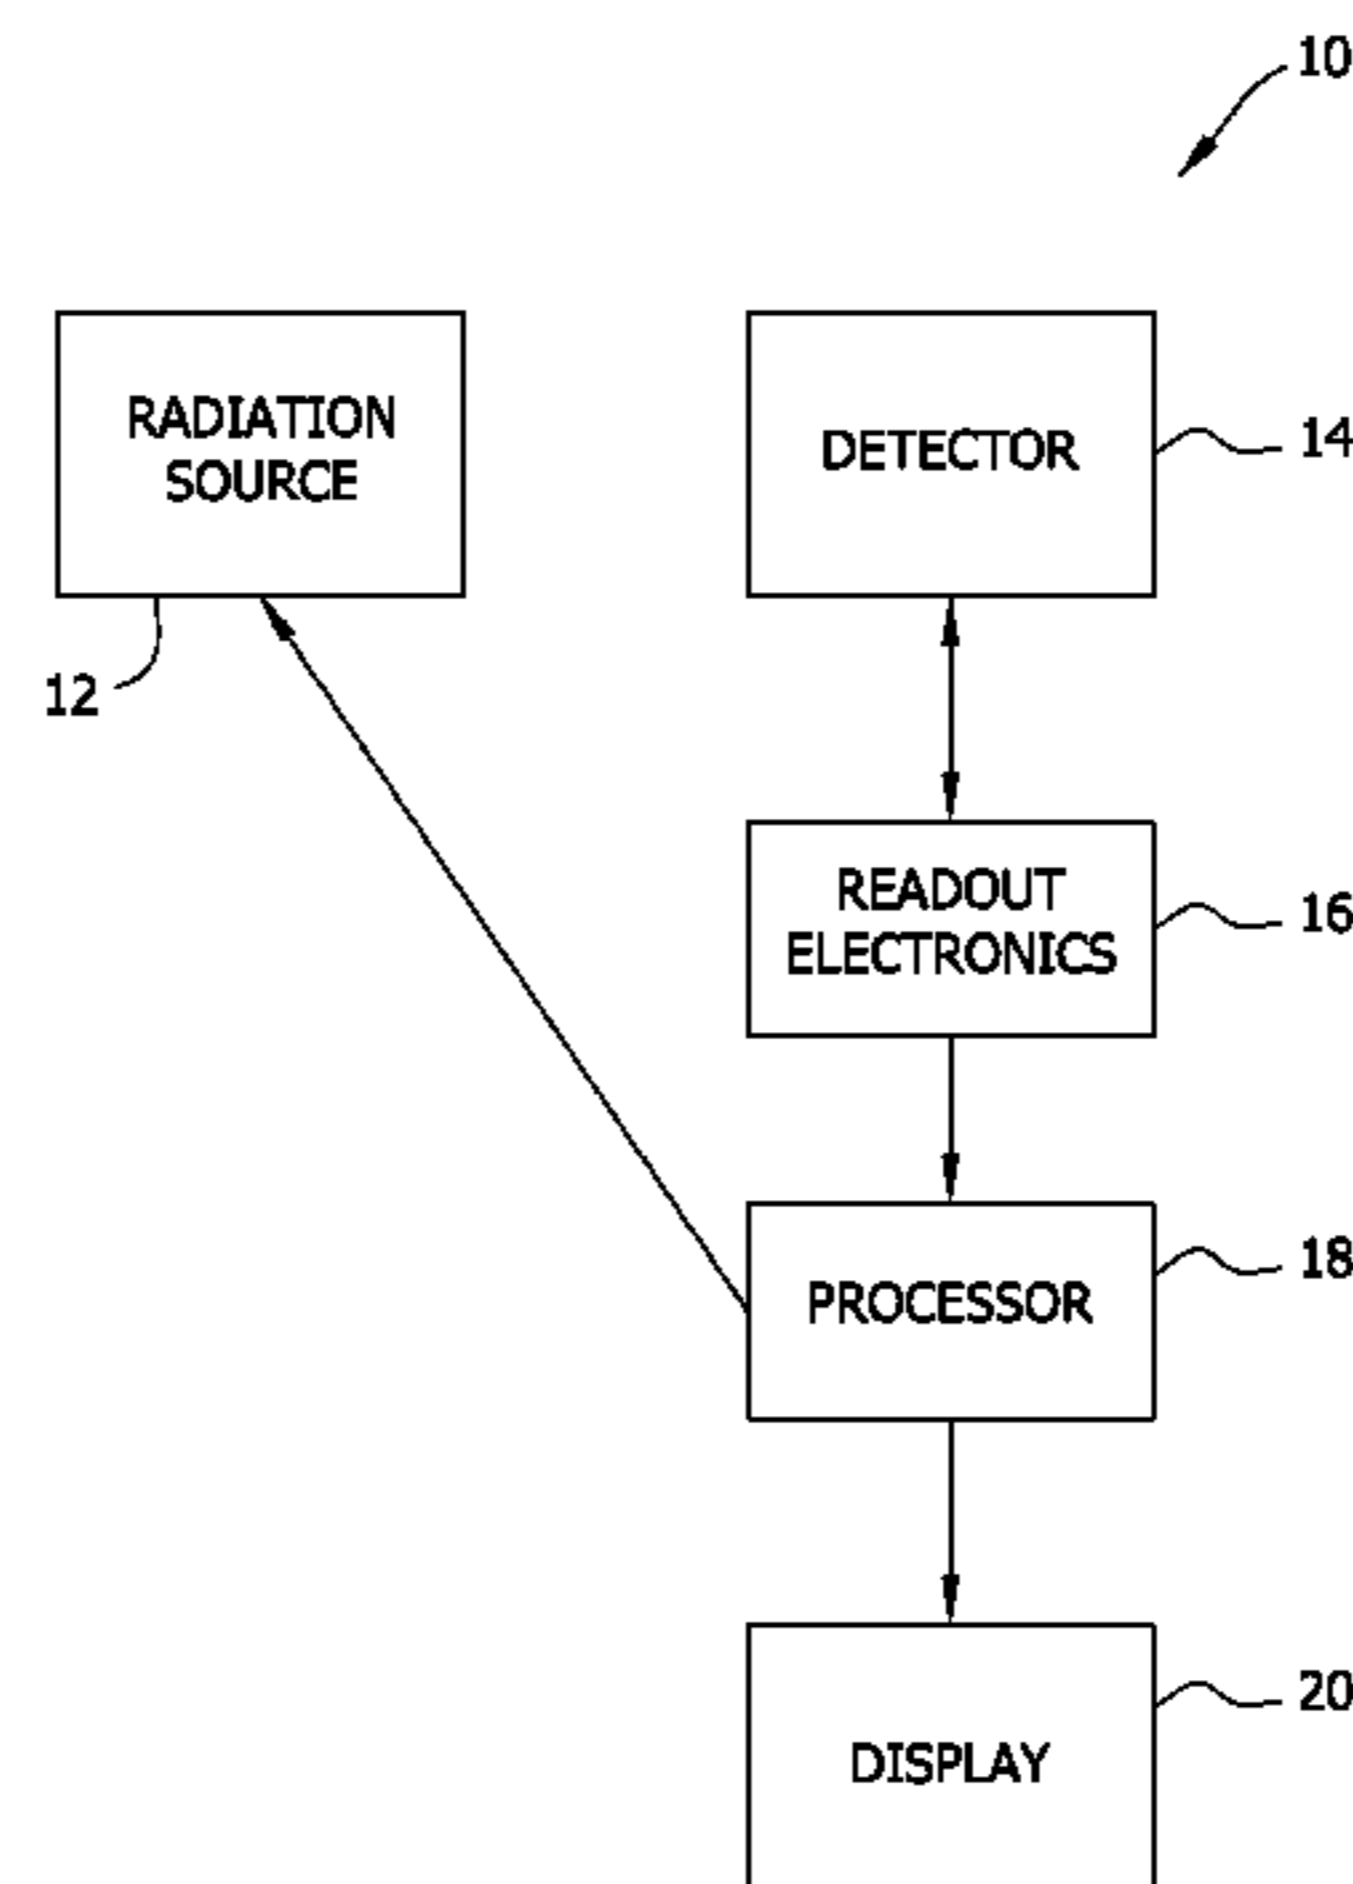 10
RADIATION
SOURCE
DETECTOR
14
12
READOUT
ELECTRONICS
16
PROCESSOR
18
DISPLAY
20